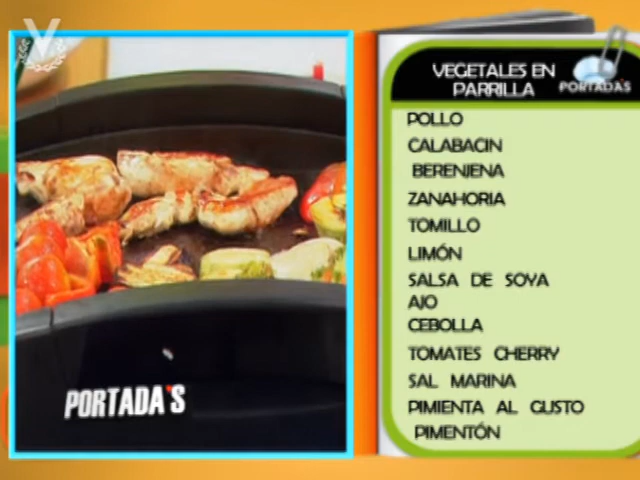 V
VEGETALES EN
PARRILLA
PORTADA'S
POLLO
CALABACIN
BERENJENA
ZANAHORIA
TOMILLO
LIMÓN
SALSA DE SOYA
AJO
CEBOLLA
TOMATES CHERRY
SAL MARINA
PIMIENTA AL GUSTO
PIMENTÓN
PORTADA'S